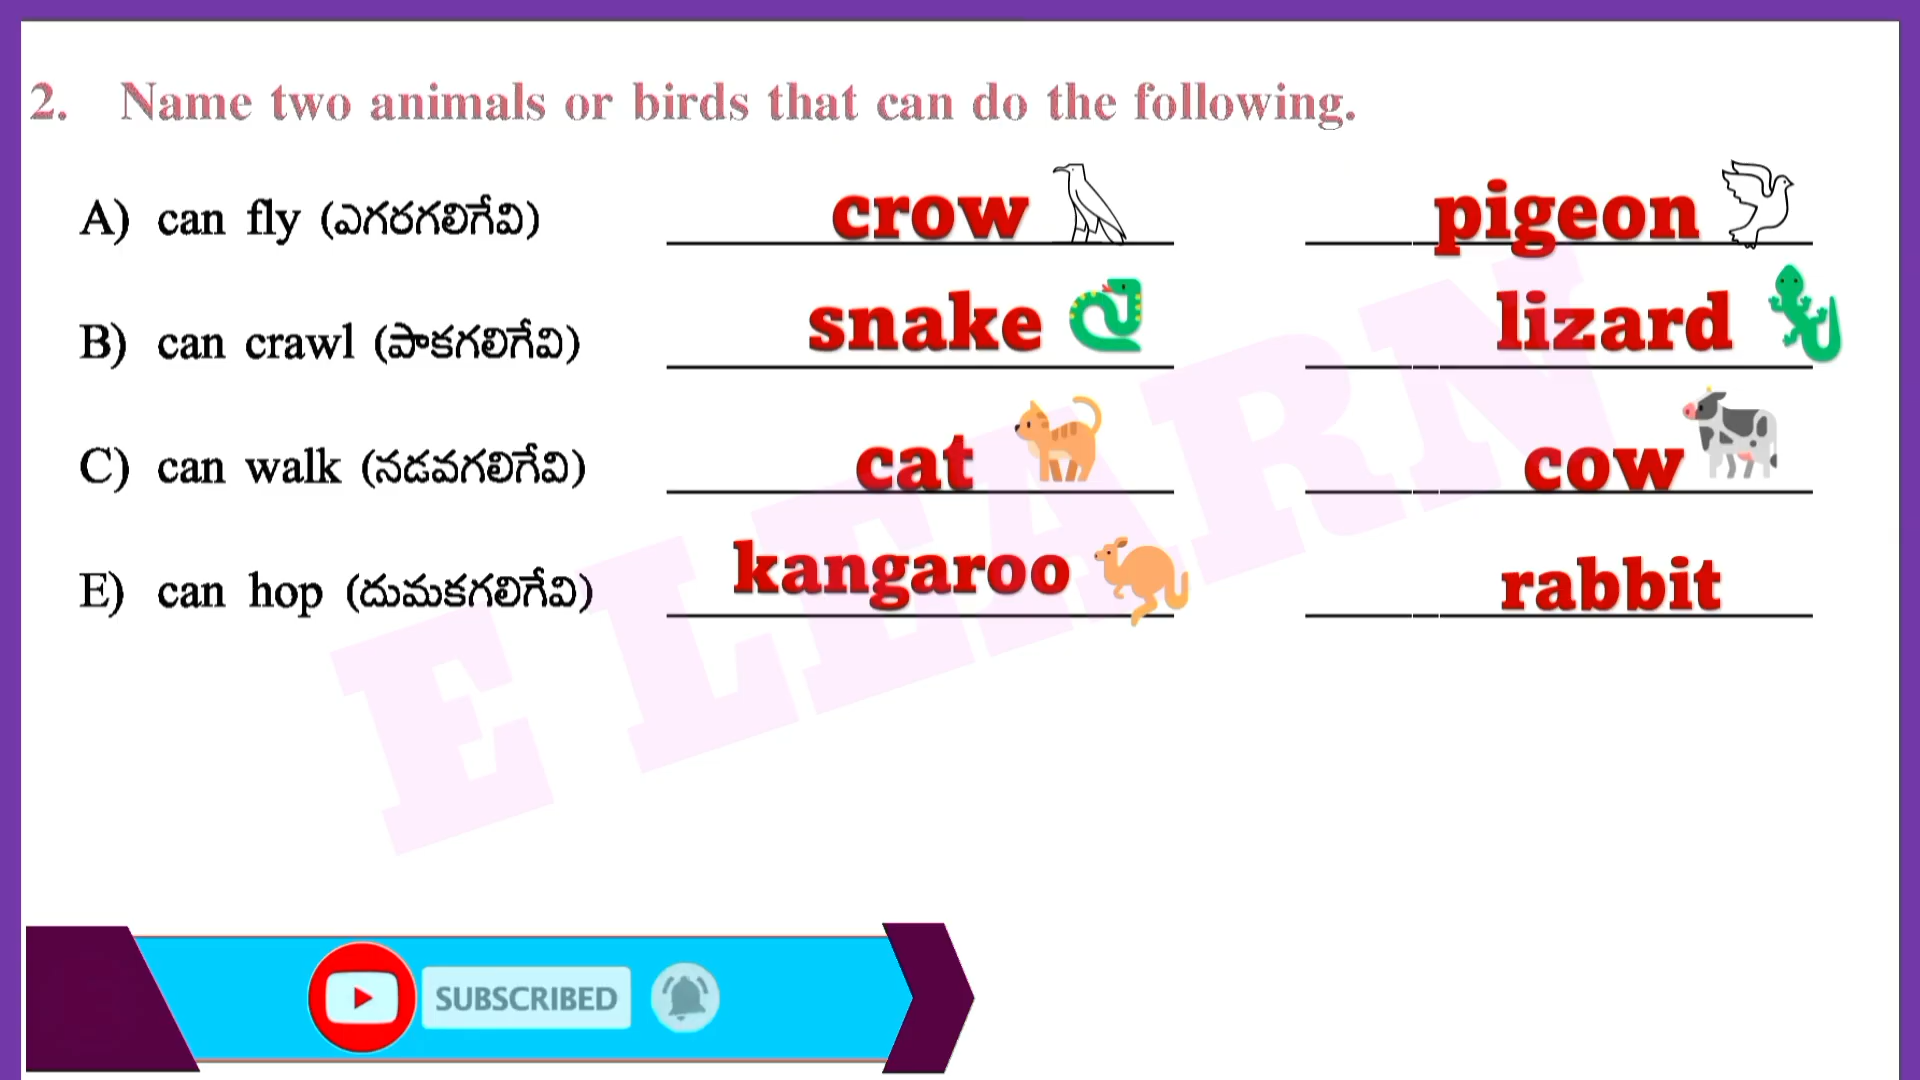 2. Name two animals or birds that can do the following.
A) can fly (ఎగరగలిగేవి) crow pigeon
B) can crawl (పాకగలిగేవి) snake lizard
C) can walk (నడవగలిగేవి) cat cow
E) can hop (దుమకగలిగేవి) kangaroo rabbit
E LEARN
SUBSCRIBED